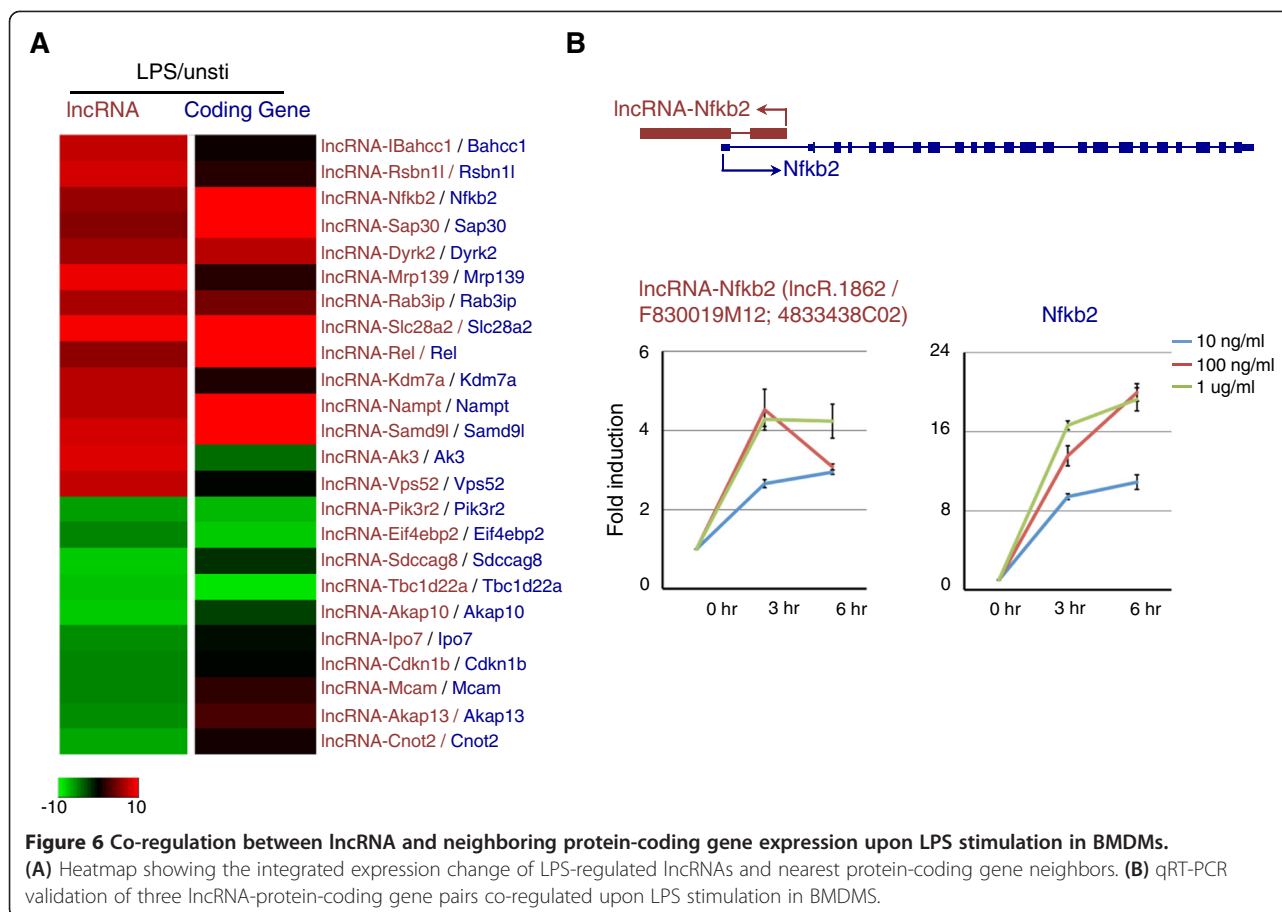 A
LPS/unsti
lncRNA Coding Gene
lncRNA-IBahcc1 / Bahcc1
lncRNA-Rsbn1l / Rsbn1l
lncRNA-Nfkb2 / Nfkb2
lncRNA-Sap30 / Sap30
lncRNA-Dyrk2 / Dyrk2
lncRNA-Mrp139 / Mrp139
lncRNA-Rab3ip / Rab3ip
lncRNA-Slc28a2 / Slc28a2
lncRNA-Rel / Rel
lncRNA-Kdm7a / Kdm7a
lncRNA-Nampt / Nampt
lncRNA-Samd9l / Samd9l
lncRNA-Ak3 / Ak3
lncRNA-Vps52 / Vps52
lncRNA-Pik3r2 / Pik3r2
lncRNA-Eif4ebp2 / Eif4ebp2
lncRNA-Sdccag8 / Sdccag8
lncRNA-Tbc1d22a / Tbc1d22a
lncRNA-Akap10 / Akap10
lncRNA-Ipo7 / Ipo7
lncRNA-Cdkn1b / Cdkn1b
lncRNA-Mcam / Mcam
lncRNA-Akap13 / Akap13
lncRNA-Cnot2 / Cnot2
-10 10
B
lncRNA-Nfkb2
Nfkb2
lncRNA-Nfkb2 (lncR.1862 /
F830019M12; 4833438C02)
Fold induction
6
4
2
0
0 hr 3 hr 6 hr
Nfkb2
24
16
8
0
0 hr 3 hr 6 hr
10 ng/ml
100 ng/ml
1 ug/ml
Figure 6 Co-regulation between lncRNA and neighboring protein-coding gene expression upon LPS stimulation in BMDMs.
(A) Heatmap showing the integrated expression change of LPS-regulated lncRNAs and nearest protein-coding gene neighbors. (B) qRT-PCR
validation of three lncRNA-protein-coding gene pairs co-regulated upon LPS stimulation in BMDMS.